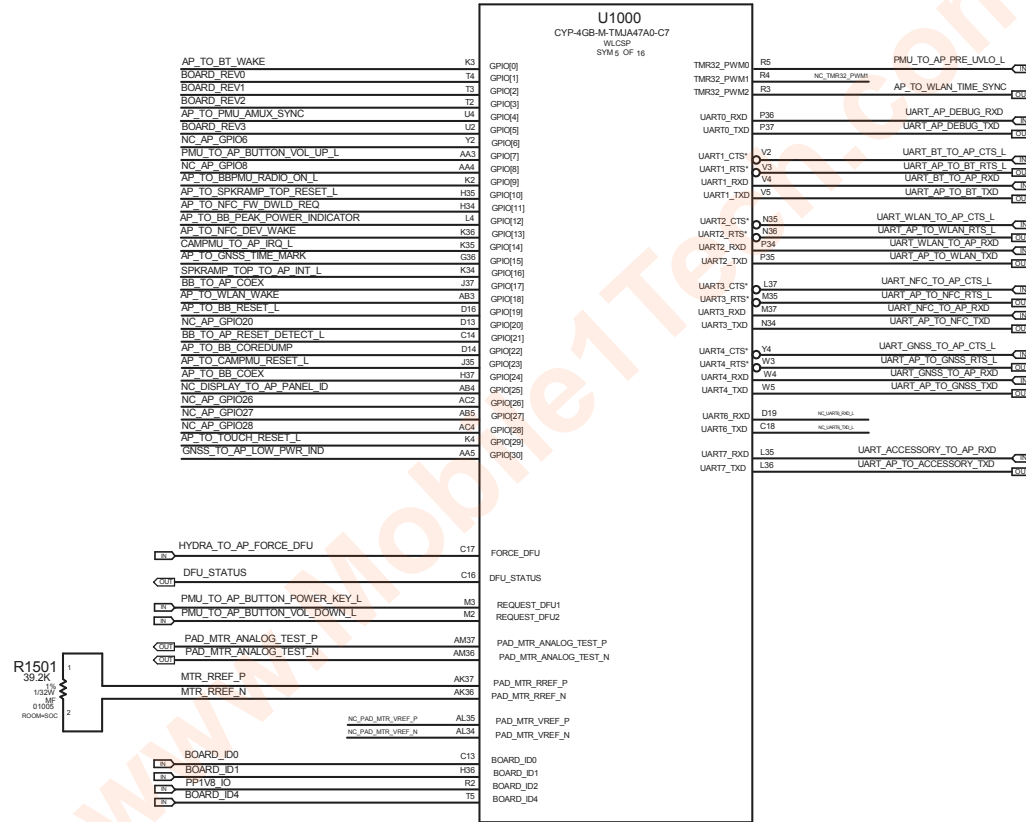 U1000
CYP-4GB-M-TMJA47A0-C7
WLCSP
SYM 5 OF 16
AP_TO_BT_WAKE K3 GPIO[0]
BOARD_REV0 T4 GPIO[1]
BOARD_REV1 T3 GPIO[2]
BOARD_REV2 T2 GPIO[3]
AP_TO_PMU_AMUX_SYNC U4 GPIO[4]
BOARD_REV3 U2 GPIO[5]
NC_AP_GPIO6 Y2 GPIO[6]
PMU_TO_AP_BUTTON_VOL_UP_L AA3 GPIO[7]
NC_AP_GPIO8 AA4 GPIO[8]
AP_TO_BBPMU_RADIO_ON_L K2 GPIO[9]
AP_TO_SPKRAMP_TOP_RESET_L H35 GPIO[10]
AP_TO_NFC_FW_DWLD_REQ H34 GPIO[11]
AP_TO_BB_PEAK_POWER_INDICATOR L4 GPIO[12]
AP_TO_NFC_DEV_WAKE K36 GPIO[13]
CAMPMU_TO_AP_IRQ_L K35 GPIO[14]
AP_TO_GNSS_TIME_MARK G36 GPIO[15]
SPKRAMP_TOP_TO_AP_INT_L K34 GPIO[16]
BB_TO_AP_COEX J37 GPIO[17]
AP_TO_WLAN_WAKE AB3 GPIO[18]
AP_TO_BB_RESET_L D16 GPIO[19]
NC_AP_GPIO20 D13 GPIO[20]
BB_TO_AP_RESET_DETECT_L C14 GPIO[21]
AP_TO_BB_COREDUMP D14 GPIO[22]
AP_TO_CAMPMU_RESET_L J35 GPIO[23]
AP_TO_BB_COEX H37 GPIO[24]
NC_DISPLAY_TO_AP_PANEL_ID AB4 GPIO[25]
NC_AP_GPIO26 AC2 GPIO[26]
NC_AP_GPIO27 AB5 GPIO[27]
NC_AP_GPIO28 AC4 GPIO[28]
AP_TO_TOUCH_RESET_L K4 GPIO[29]
GNSS_TO_AP_LOW_PWR_IND AA5 GPIO[30]
TMR32_PWM0 R5 PMU_TO_AP_PRE_UVLO_L IN
TMR32_PWM1 R4 NC_TMR32_PWM1
TMR32_PWM2 R3 AP_TO_WLAN_TIME_SYNC OUT
UART0_RXD P36 UART_AP_DEBUG_RXD IN
UART0_TXD P37 UART_AP_DEBUG_TXD OUT
UART1_CTS* V2 UART_BT_TO_AP_CTS_L IN
UART1_RTS* V3 UART_AP_TO_BT_RTS_L OUT
UART1_RXD V4 UART_BT_TO_AP_RXD IN
UART1_TXD V5 UART_AP_TO_BT_TXD OUT
UART2_CTS* N35 UART_WLAN_TO_AP_CTS_L IN
UART2_RTS* N36 UART_AP_TO_WLAN_RTS_L OUT
UART2_RXD P34 UART_WLAN_TO_AP_RXD IN
UART2_TXD P35 UART_AP_TO_WLAN_TXD OUT
UART3_CTS* L37 UART_NFC_TO_AP_CTS_L IN
UART3_RTS* M35 UART_AP_TO_NFC_RTS_L OUT
UART3_RXD M37 UART_NFC_TO_AP_RXD IN
UART3_TXD N34 UART_AP_TO_NFC_TXD OUT
UART4_CTS* Y4 UART_GNSS_TO_AP_CTS_L IN
UART4_RTS* W3 UART_AP_TO_GNSS_RTS_L OUT
UART4_RXD W4 UART_GNSS_TO_AP_RXD IN
UART4_TXD W5 UART_AP_TO_GNSS_TXD OUT
UART6_RXD D19 NC_UART6_RXD_L
UART6_TXD C18 NC_UART6_TXD_L
UART7_RXD L35 UART_ACCESSORY_TO_AP_RXD IN
UART7_TXD L36 UART_AP_TO_ACCESSORY_TXD OUT
IN HYDRA_TO_AP_FORCE_DFU C17 FORCE_DFU
OUT DFU_STATUS C16 DFU_STATUS
IN PMU_TO_AP_BUTTON_POWER_KEY_L M3 REQUEST_DFU1
IN PMU_TO_AP_BUTTON_VOL_DOWN_L M2 REQUEST_DFU2
OUT PAD_MTR_ANALOG_TEST_P AM37 PAD_MTR_ANALOG_TEST_P
OUT PAD_MTR_ANALOG_TEST_N AM36 PAD_MTR_ANALOG_TEST_N
R1501 1
39.2K
1%
1/32W
MF
01005 2
ROOM=SOC
MTR_RREF_P AK37 PAD_MTR_RREF_P
MTR_RREF_N AK36 PAD_MTR_RREF_N
NC_PAD_MTR_VREF_P AL35 PAD_MTR_VREF_P
NC_PAD_MTR_VREF_N AL34 PAD_MTR_VREF_N
IN BOARD_ID0 C13 BOARD_ID0
IN BOARD_ID1 H36 BOARD_ID1
IN PP1V8_IO R2 BOARD_ID2
IN BOARD_ID4 T5 BOARD_ID4
www.Mobile1Tech.com